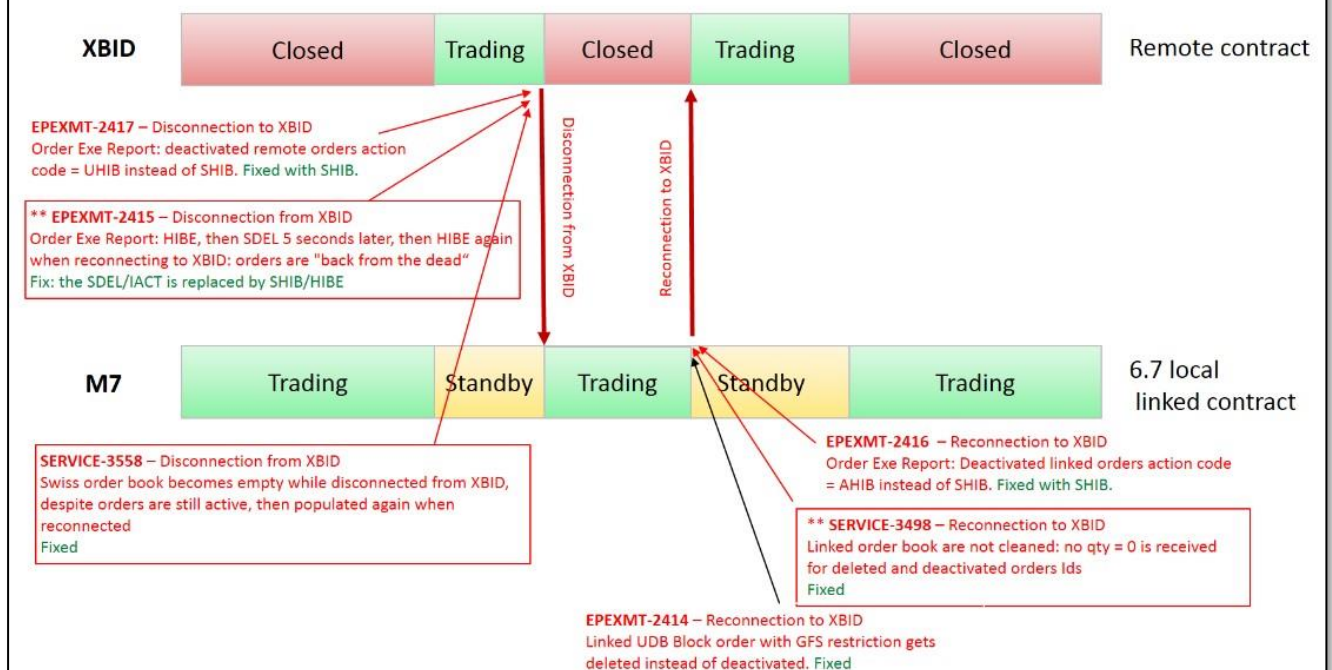 XBID
Closed
Trading
Closed
Trading
Closed
Remote contract
EPEXMT-2417 – Disconnection to XBID
Order Exe Report: deactivated remote orders action
code = UHIB instead of SHIB. Fixed with SHIB.
** EPEXMT-2415 – Disconnection from XBID
Order Exe Report: HIBE, then SDEL 5 seconds later, then HIBE again
when reconnecting to XBID: orders are "back from the dead“
Fix: the SDEL/IACT is replaced by SHIB/HIBE
Disconnection from XBID
Reconnection to XBID
M7
Trading
Standby
Trading
Standby
Trading
6.7 local
linked contract
SERVICE-3558 – Disconnection from XBID
Swiss order book becomes empty while disconnected from XBID,
despite orders are still active, then populated again when
reconnected
Fixed
EPEXMT-2416 – Reconnection to XBID
Order Exe Report: Deactivated linked orders action code
= AHIB instead of SHIB. Fixed with SHIB.
** SERVICE-3498 – Reconnection to XBID
Linked order book are not cleaned: no qty = 0 is received
for deleted and deactivated orders Ids
Fixed
EPEXMT-2414 – Reconnection to XBID
Linked UDB Block order with GFS restriction gets
deleted instead of deactivated. Fixed